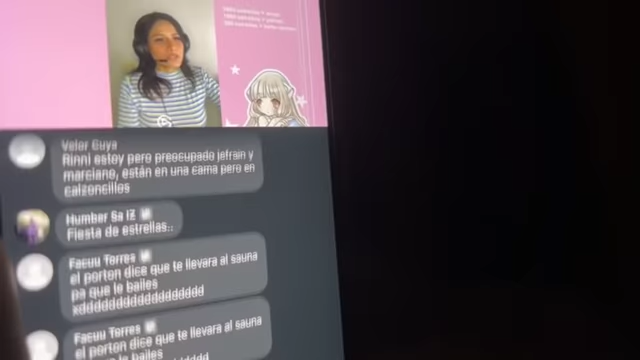 Velor Cuya
Rinni estoy pero preocupado jefrain y
marciano, están en una cama pero en
calzoncillos
Humber Sa IZ
Fiesta de estrellas..
Facuu Torres
el porton dice que te llevara al sauna
pa que le bailes
xdddddddddddddddddd
Facuu Torres
el porton dice que te llevara al sauna